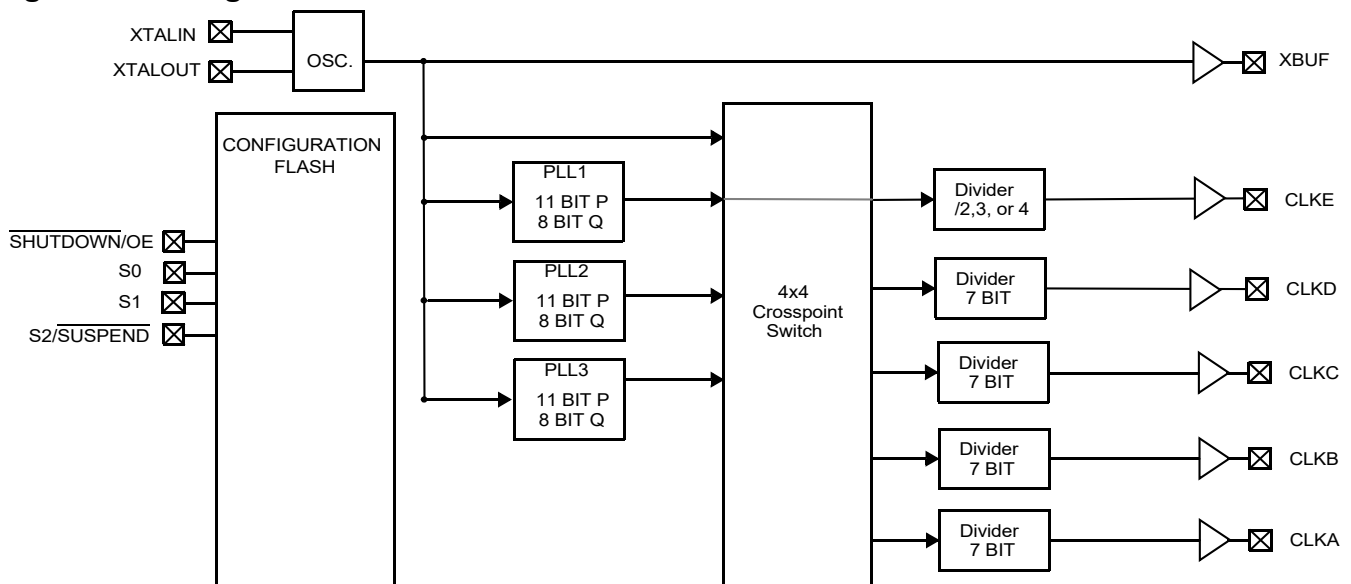 XTALIN
XTALOUT
OSC.
XBUF
CONFIGURATION
FLASH
SHUTDOWN/OE
S0
S1
S2/SUSPEND
PLL1
11 BIT P
8 BIT Q
PLL2
11 BIT P
8 BIT Q
PLL3
11 BIT P
8 BIT Q
4x4
Crosspoint
Switch
Divider
/2,3, or 4
CLKE
Divider
7 BIT
CLKD
Divider
7 BIT
CLKC
Divider
7 BIT
CLKB
Divider
7 BIT
CLKA